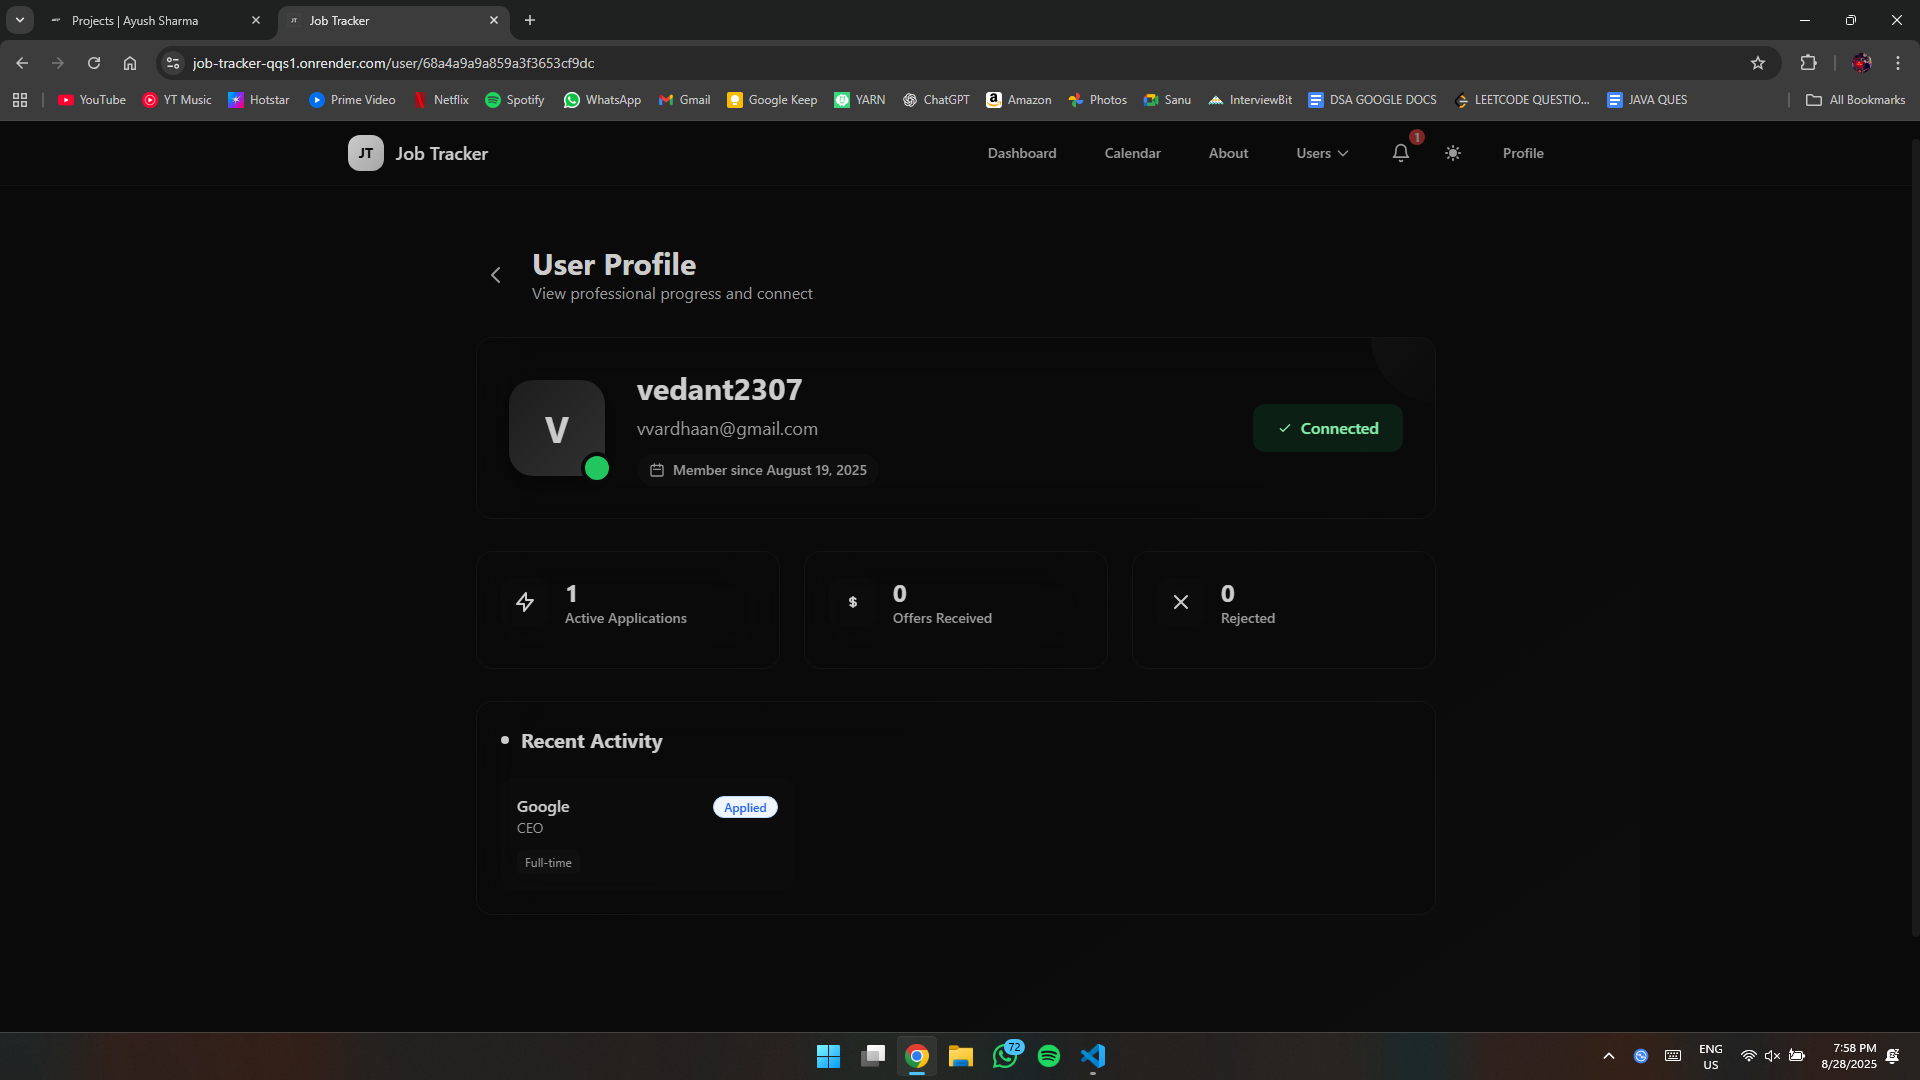 Projects | Ayush Sharma
Job Tracker
job-tracker-qqs1.onrender.com/user/68a4a9a9a859a3f3653cf9dc
YouTube
YT Music
Hotstar
Prime Video
Netflix
Spotify
WhatsApp
Gmail
Google Keep
YARN
ChatGPT
Amazon
Photos
Sanu
InterviewBit
DSA GOOGLE DOCS
LEETCODE QUESTIO...
JAVA QUES
All Bookmarks
JT Job Tracker
Dashboard
Calendar
About
Users
1
Profile
User Profile
View professional progress and connect
V
vedant2307
vvardhaan@gmail.com
Member since August 19, 2025
Connected
1
Active Applications
$
0
Offers Received
0
Rejected
Recent Activity
Google
Applied
CEO
Full-time
72
ENG
US
7:58 PM
8/28/2025